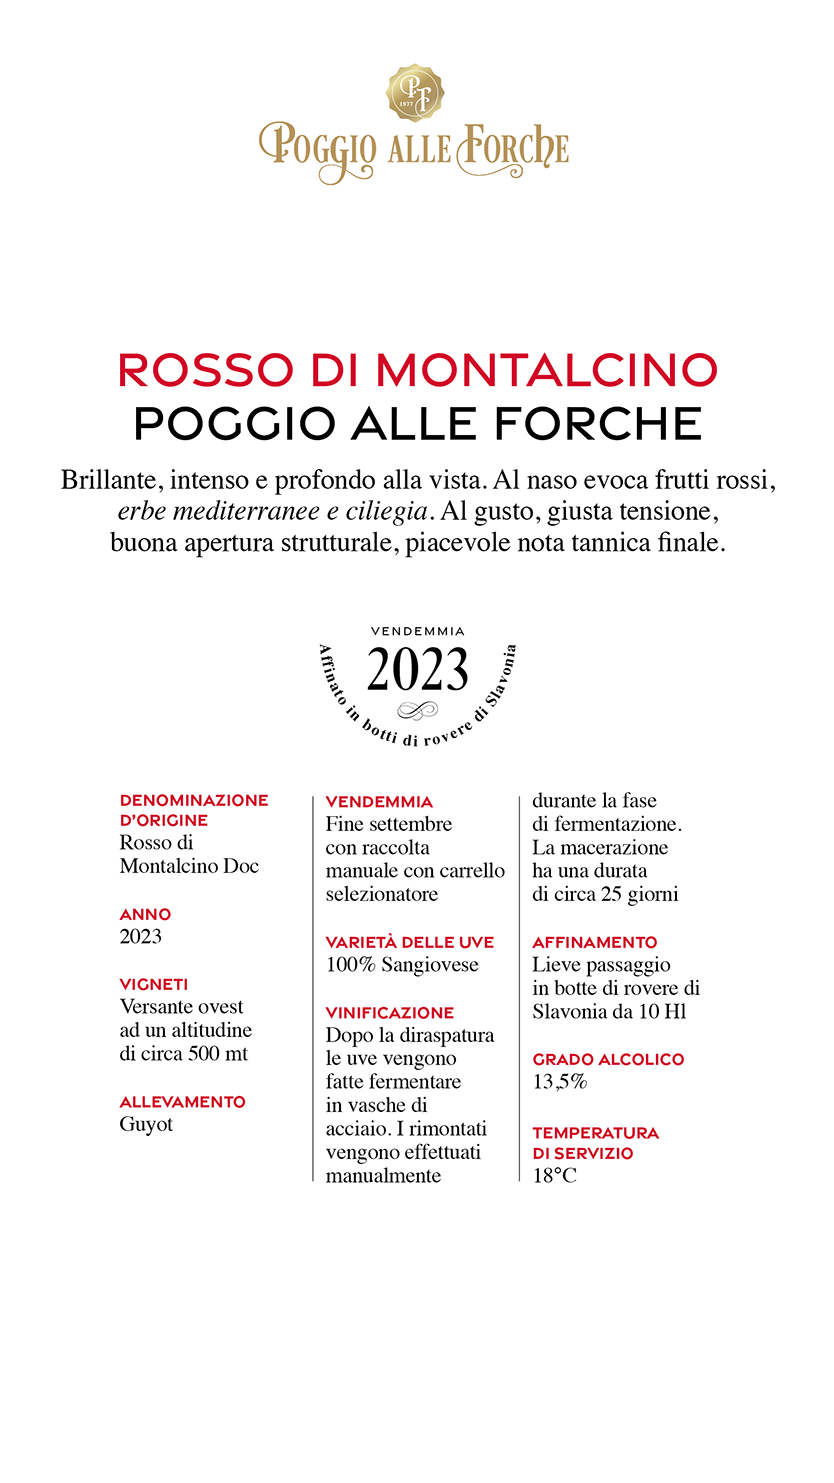 PF
1977
POGGIO ALLE FORCHE
ROSSO DI MONTALCINO
POGGIO ALLE FORCHE
Brillante, intenso e profondo alla vista. Al naso evoca frutti rossi,
erbe mediterranee e ciliegia. Al gusto, giusta tensione,
buona apertura strutturale, piacevole nota tannica finale.
VENDEMMIA
2023
Affinato in botti di rovere di Slavonia
DENOMINAZIONE
D'ORIGINE
Rosso di
Montalcino Doc
ANNO
2023
VIGNETI
Versante ovest
ad un altitudine
di circa 500 mt
ALLEVAMENTO
Guyot
VENDEMMIA
Fine settembre
con raccolta
manuale con carrello
selezionatore
VARIETÀ DELLE UVE
100% Sangiovese
VINIFICAZIONE
Dopo la diraspatura
le uve vengono
fatte fermentare
in vasche di
acciaio. I rimontati
vengono effettuati
manualmente
durante la fase
di fermentazione.
La macerazione
ha una durata
di circa 25 giorni
AFFINAMENTO
Lieve passaggio
in botte di rovere di
Slavonia da 10 Hl
GRADO ALCOLICO
13,5%
TEMPERATURA
DI SERVIZIO
18°C